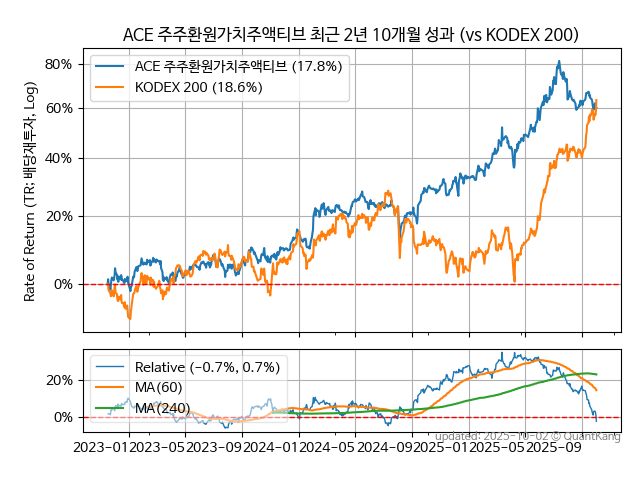 ACE 주주환원가치주액티브 최근 2년 10개월 성과 (vs KODEX 200)
ACE 주주환원가치주액티브 (17.8%)
KODEX 200 (18.6%)
Rate of Return (TR: 배당재투자, Log)
80%
60%
40%
20%
0%
Relative (−0.7%, 0.7%)
MA(60)
MA(240)
20%
0%
2023−01
2023−05
2023−09
2024−01
2024−05
2024−09
2025−01
2025−05
2025−09
updated: 2025−10−02 © QuantKang